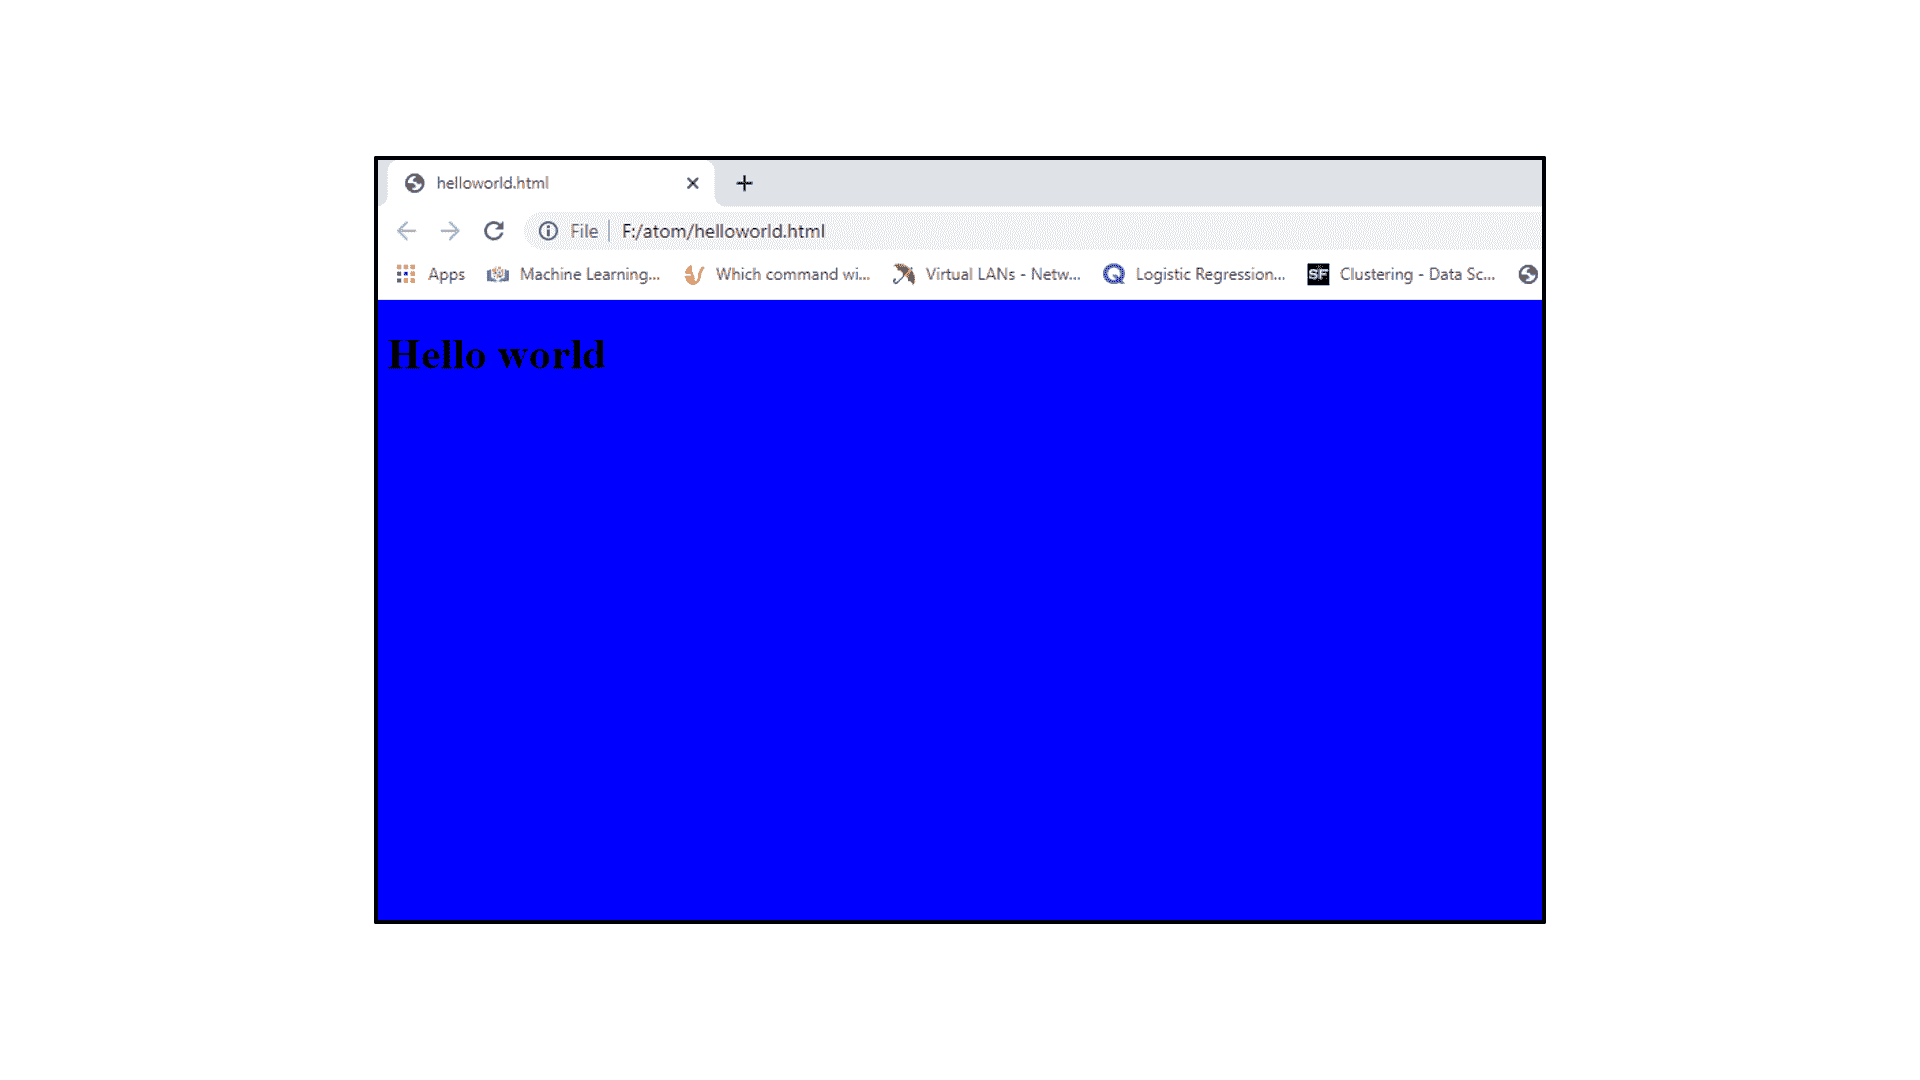 helloworld.html
File F:/atom/helloworld.html
Apps Machine Learning... Which command wi... Virtual LANs - Netw... Logistic Regression... SF Clustering - Data Sc...
Hello world